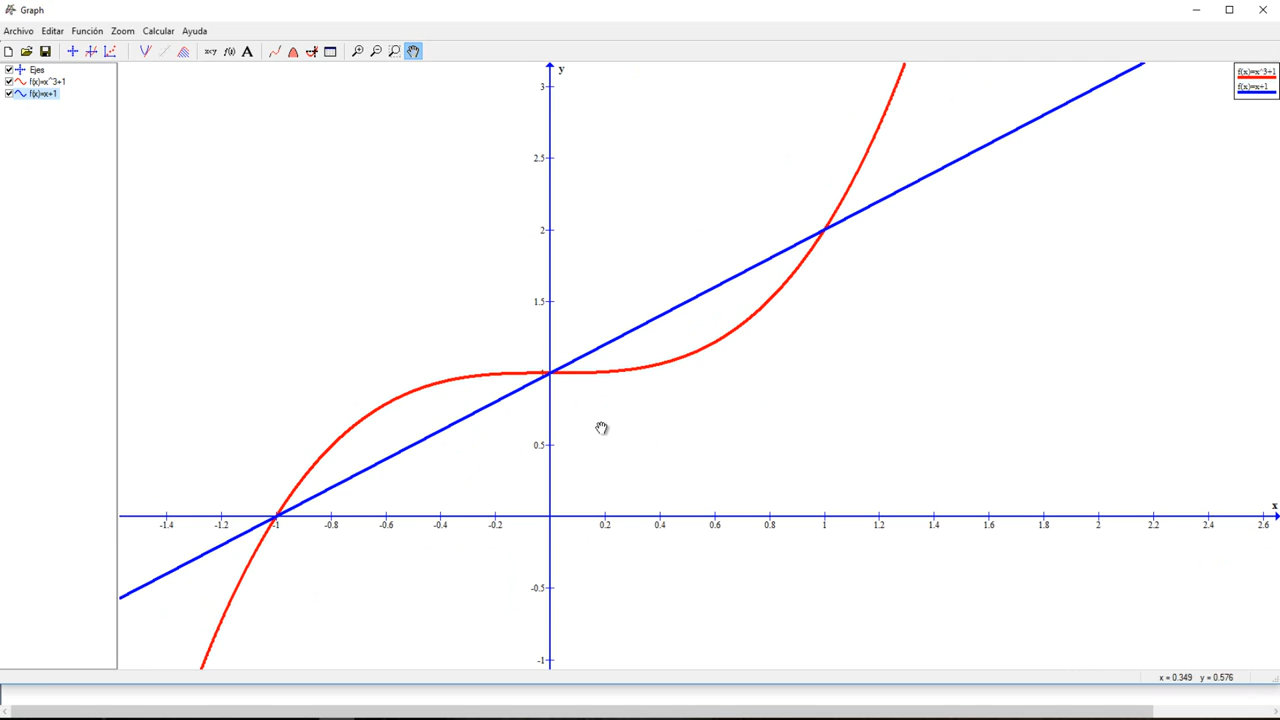 Graph
Archivo Editar Función Zoom Calcular Ayuda
x=y f(x) A
Ejes
f(x)=x^3+1
f(x)=x+1
y
f(x)=x^3+1
f(x)=x+1
3
2.5
2
1.5
1
0.5
-0.5
-1
x
-1.4 -1.2 -1 -0.8 -0.6 -0.4 -0.2 0.2 0.4 0.6 0.8 1 1.2 1.4 1.6 1.8 2 2.2 2.4 2.6
x = 0.349 y = 0.576